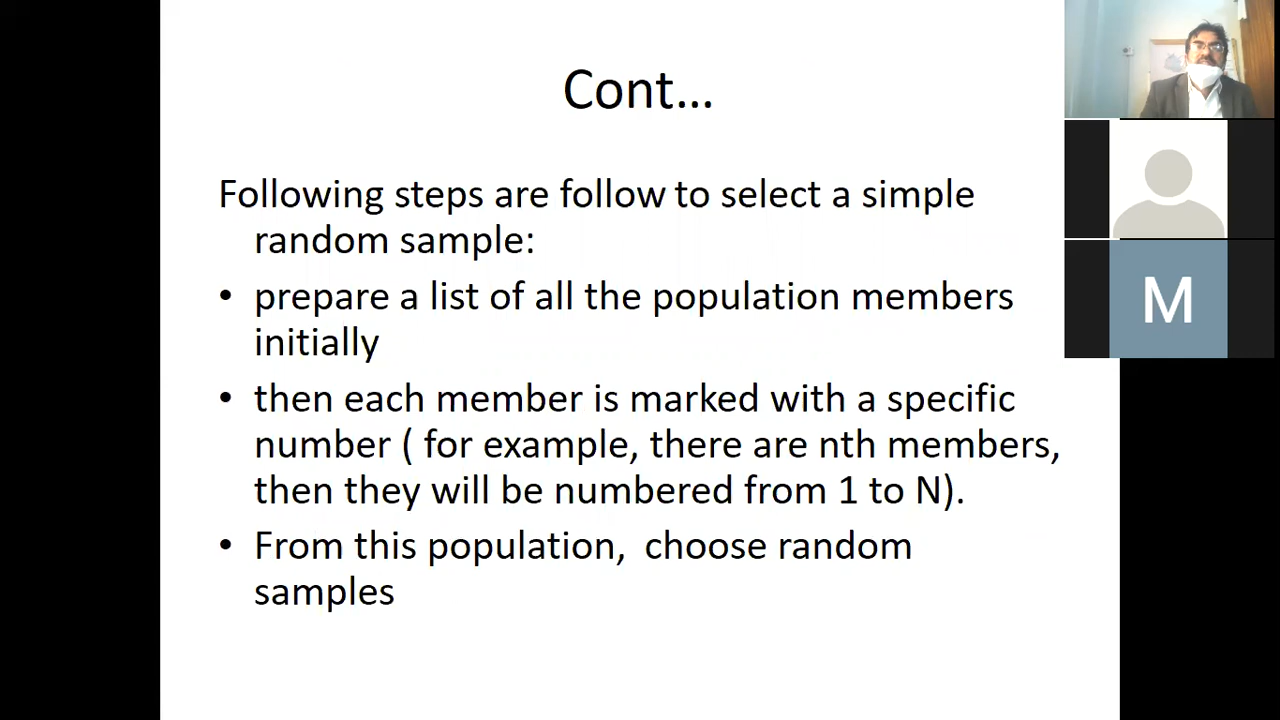 Cont…
Following steps are follow to select a simple
random sample:
• prepare a list of all the population members
initially
• then each member is marked with a specific
number ( for example, there are nth members,
then they will be numbered from 1 to N).
• From this population,  choose random
samples
M